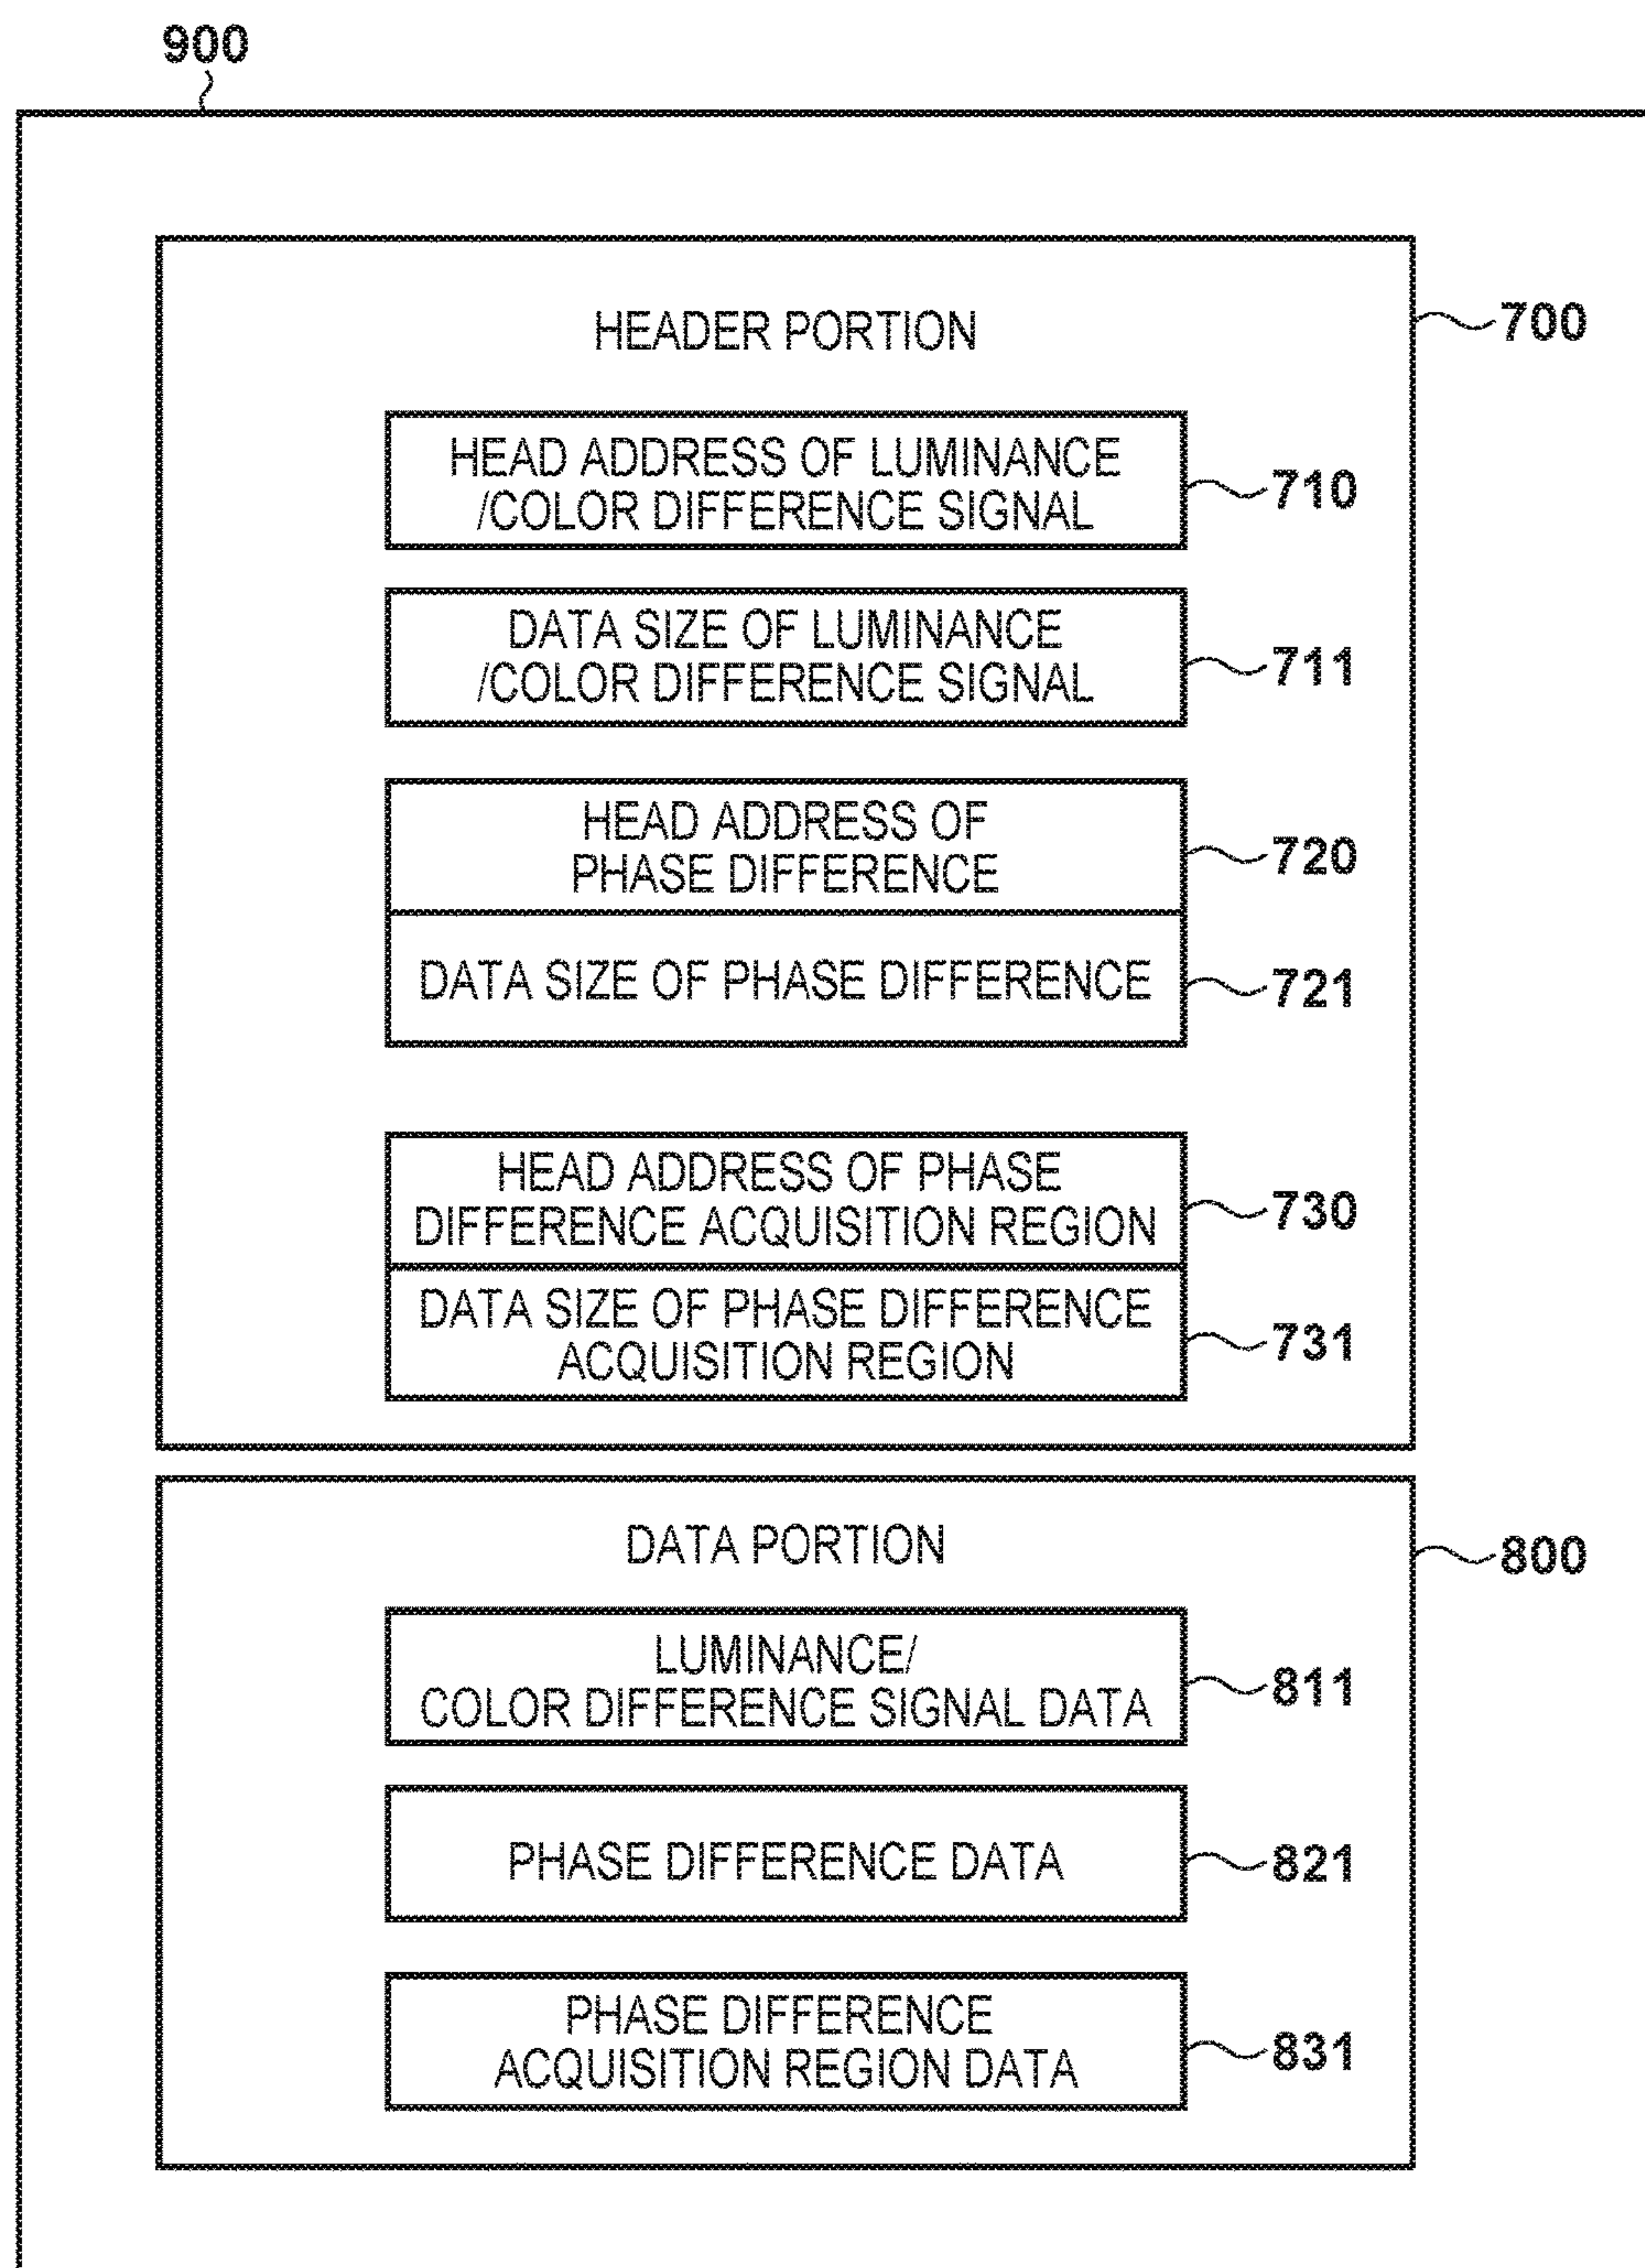 900
HEADER PORTION
700
HEAD ADDRESS OF LUMINANCE
/COLOR DIFFERENCE SIGNAL
710
DATA SIZE OF LUMINANCE
/COLOR DIFFERENCE SIGNAL
711
HEAD ADDRESS OF
PHASE DIFFERENCE
720
DATA SIZE OF PHASE DIFFERENCE
721
HEAD ADDRESS OF PHASE
DIFFERENCE ACQUISITION REGION
730
DATA SIZE OF PHASE DIFFERENCE
ACQUISITION REGION
731
DATA PORTION
800
LUMINANCE/
COLOR DIFFERENCE SIGNAL DATA
811
PHASE DIFFERENCE DATA
821
PHASE DIFFERENCE
ACQUISITION REGION DATA
831